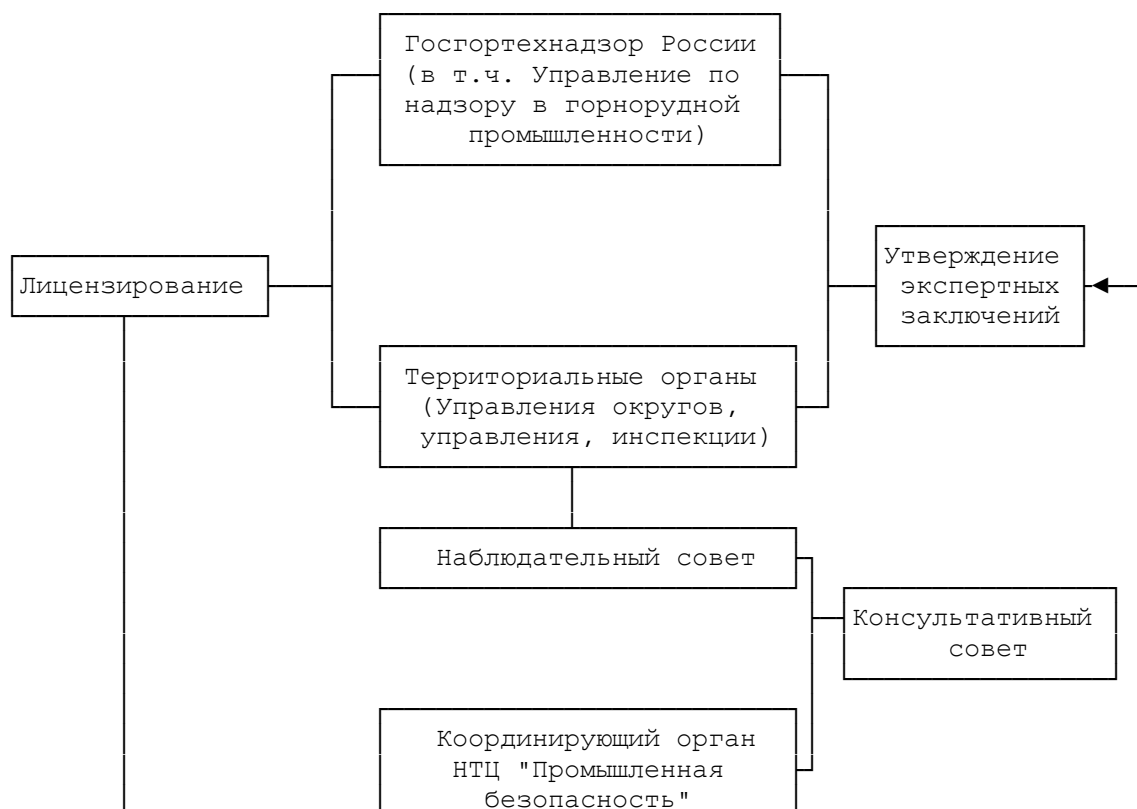 Госгортехнадзор России
(в т.ч. Управление по
надзору в горнорудной
промышленности)
Утверждение
экспертных
заключений
Лицензирование
Территориальные органы
(Управления округов,
управления, инспекции)
Наблюдательный совет
Консультативный
совет
Координирующий орган
НТЦ "Промышленная
безопасность"